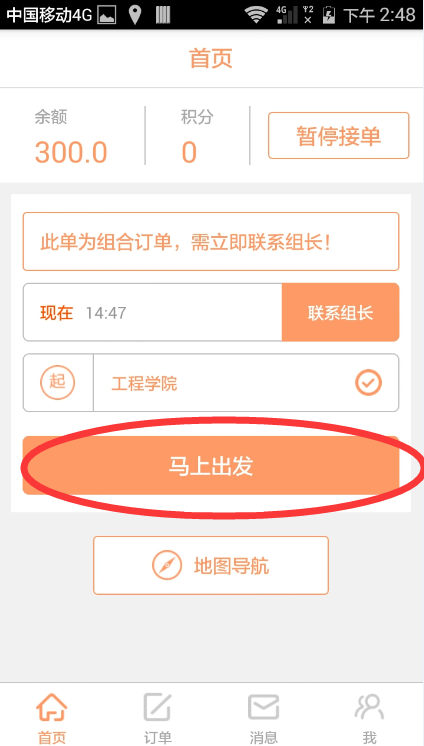 中国移动4G 4G 2 下午 2:48
首页
余额 积分
300.0 0 暂停接单
此单为组合订单，需立即联系组长！
现在 14:47 联系组长
起 工程学院
马上出发
地图导航
首页 订单 消息 我